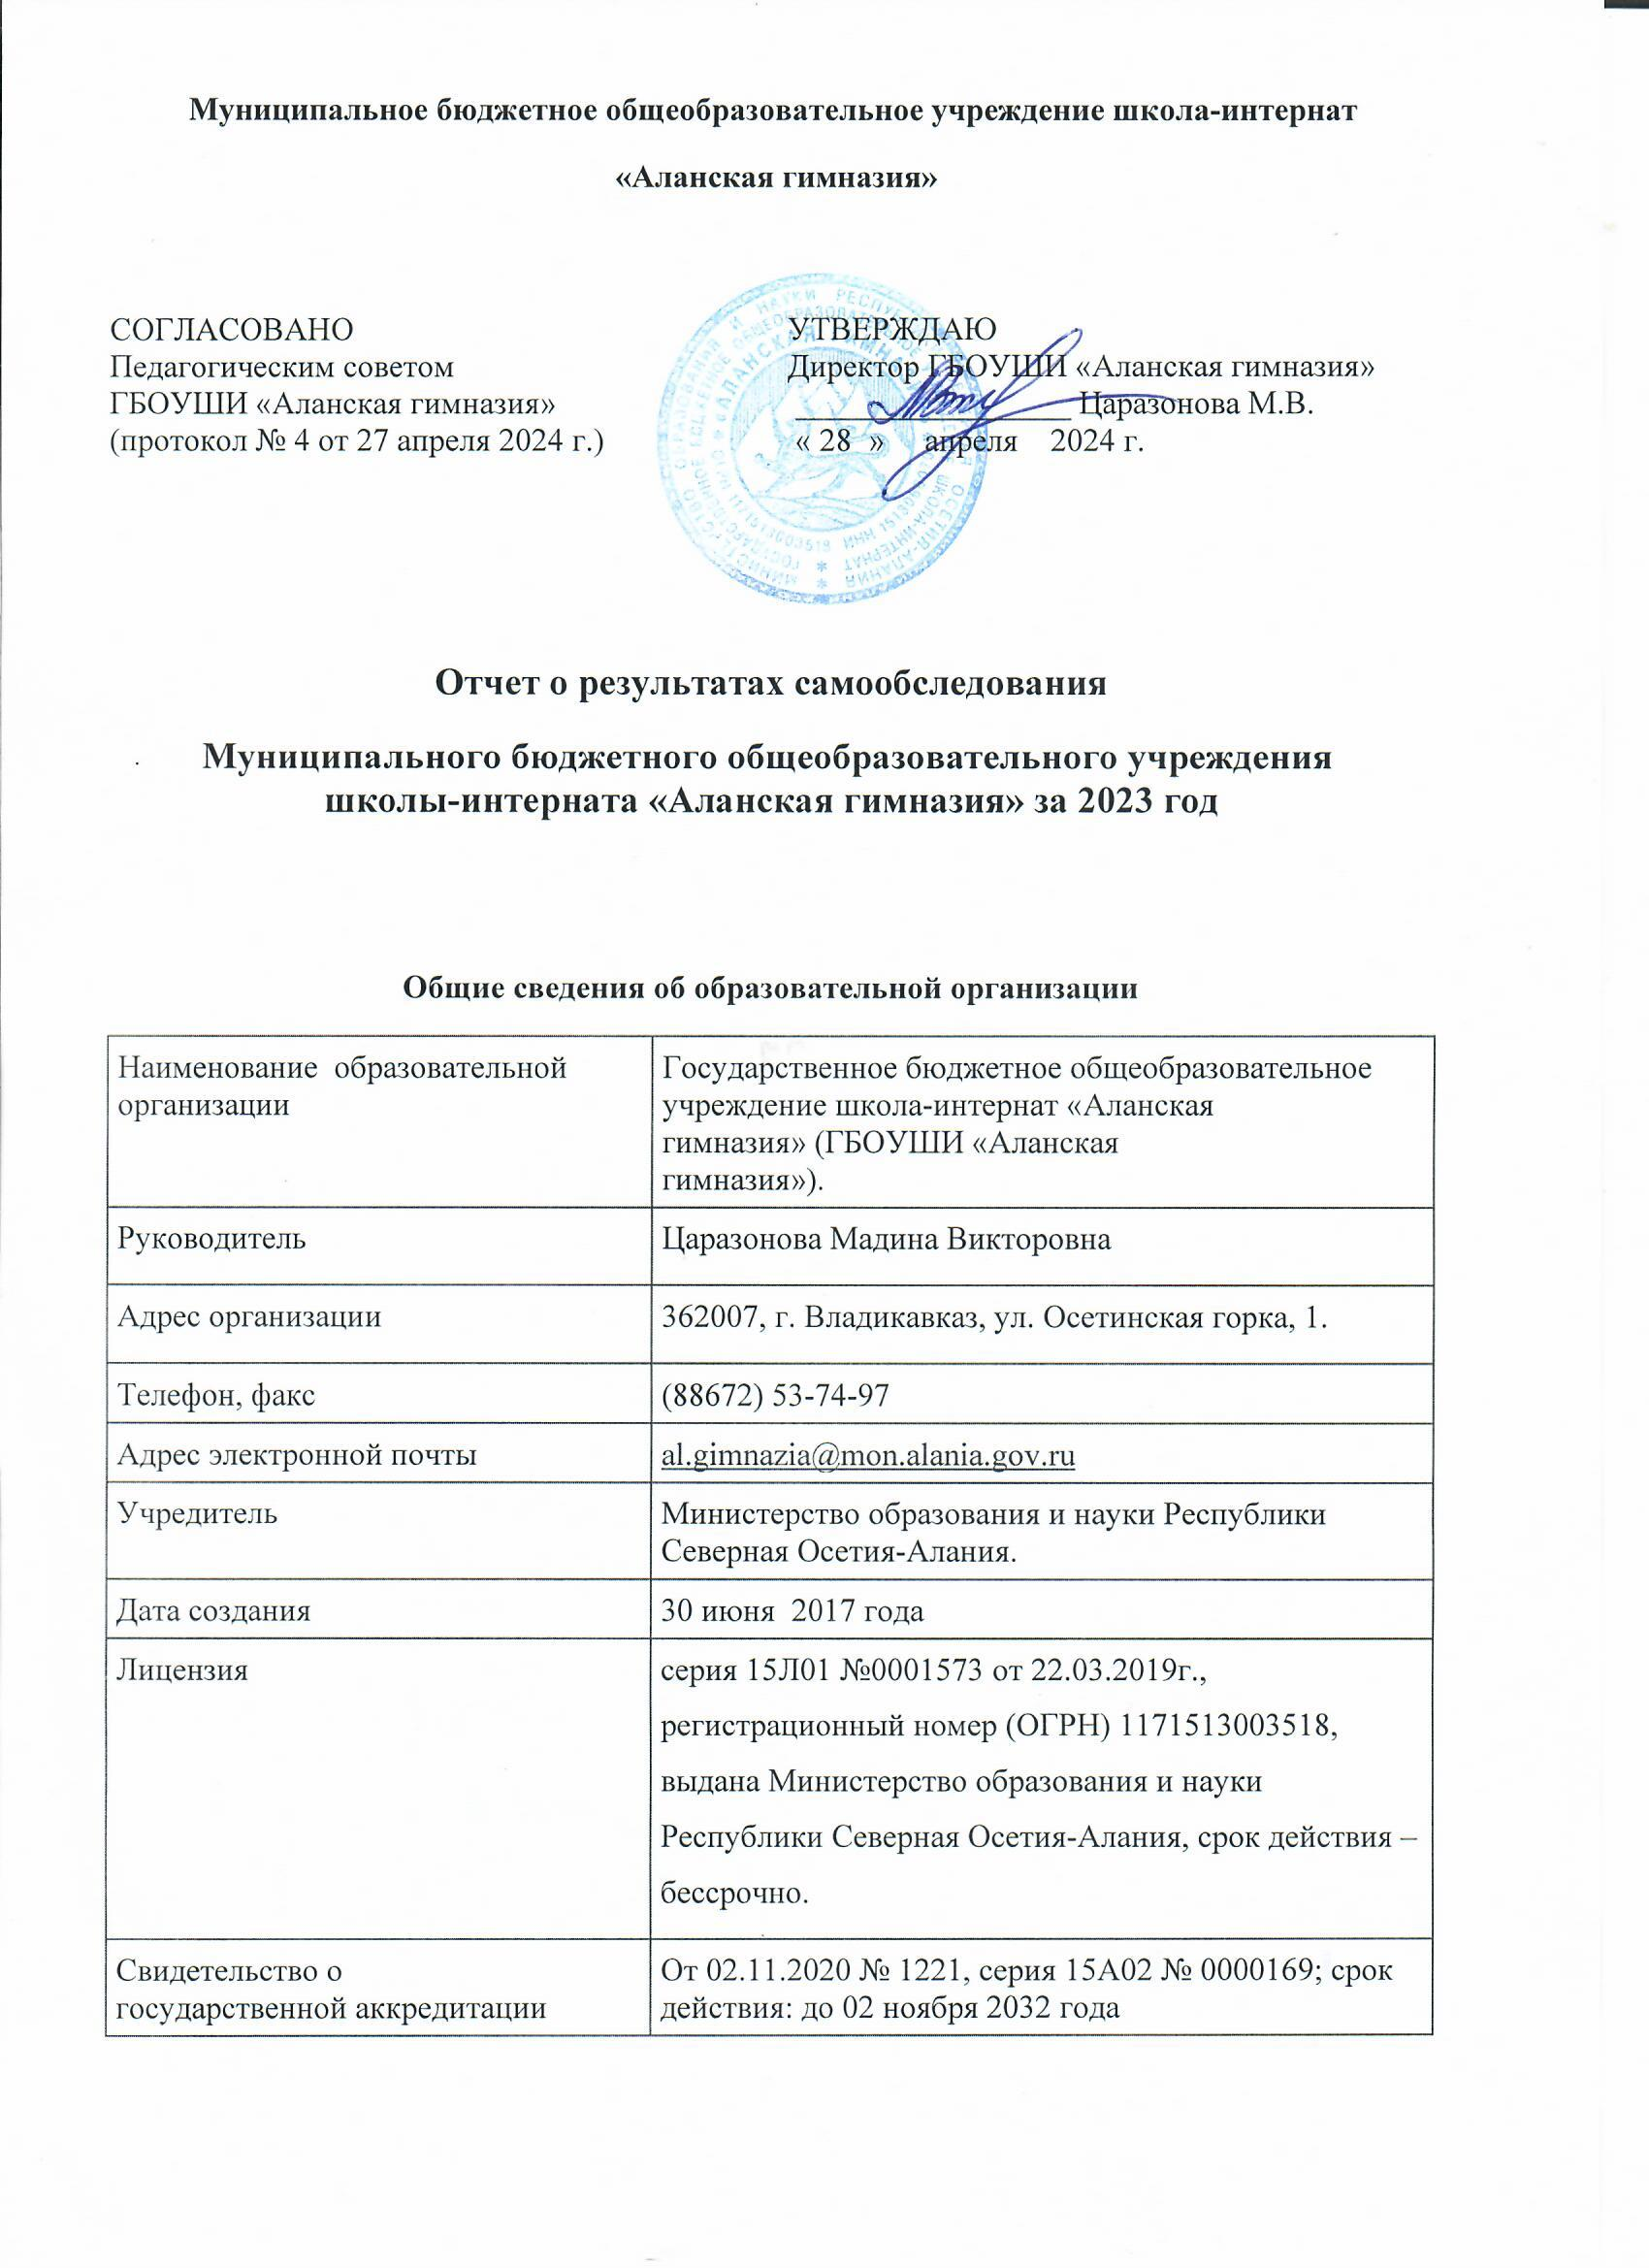 Муниципальное бюджетное общеобразовательное учреждение школа-интернат
«Аланская гимназия»
СОГЛАСОВАНО
Педагогическим советом
ГБОУШИ «Аланская гимназия»
(протокол № 4 от 27 апреля 2024 г.)
УТВЕРЖДАЮ
Директор ГБОУШИ «Аланская гимназия»
Царазонова М.В.
« 28 » апреля 2024 г.
Отчет о результатах самообследования
Муниципального бюджетного общеобразовательного учреждения
школы-интерната «Аланская гимназия» за 2023 год
Общие сведения об образовательной организации
Наименование образовательной
организации
Государственное бюджетное общеобразовательное
учреждение школа-интернат «Аланская
гимназия» (ГБОУШИ «Аланская
гимназия»).
Руководитель
Царазонова Мадина Викторовна
Адрес организации
362007, г. Владикавказ, ул. Осетинская горка, 1.
Телефон, факс
(88672) 53-74-97
Адрес электронной почты
al.gimnazia@mon.alania.gov.ru
Учредитель
Министерство образования и науки Республики
Северная Осетия-Алания.
Дата создания
30 июня 2017 года
Лицензия
серия 15Л01 №0001573 от 22.03.2019г.,
регистрационный номер (ОГРН) 1171513003518,
выдана Министерство образования и науки
Республики Северная Осетия-Алания, срок действия –
бессрочно.
Свидетельство о
государственной аккредитации
От 02.11.2020 № 1221, серия 15А02 № 0000169; срок
действия: до 02 ноября 2032 года